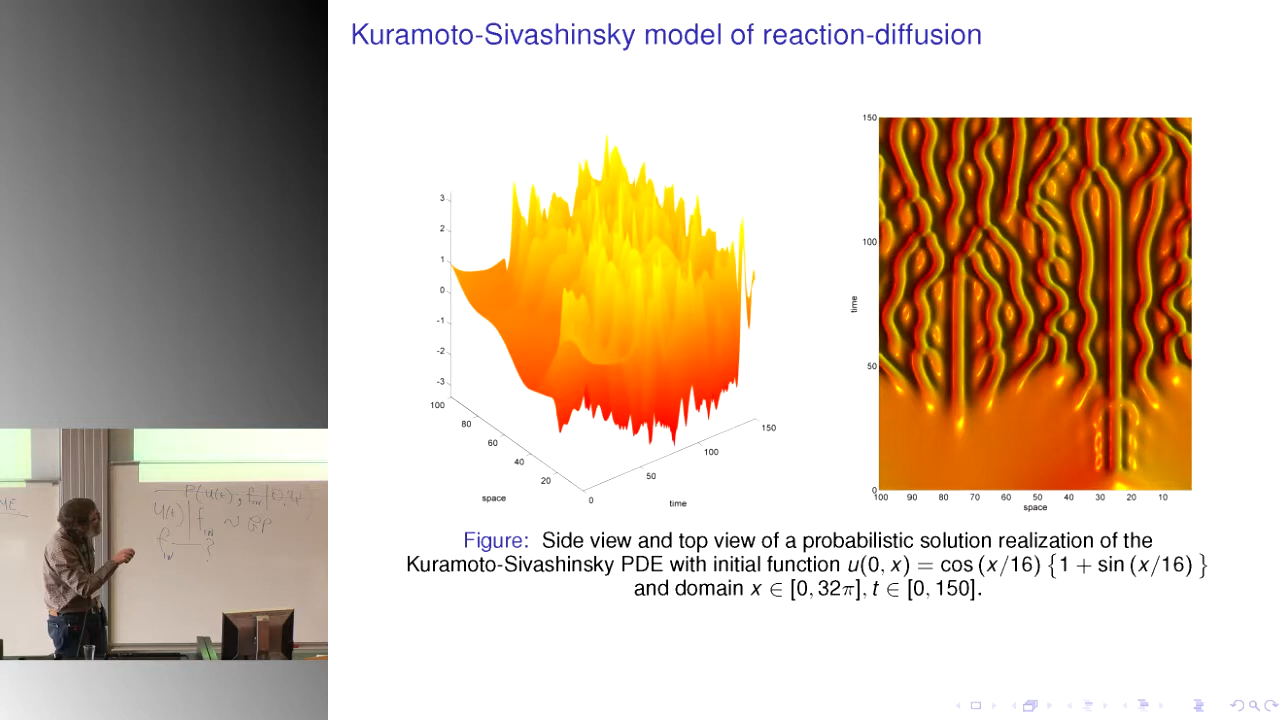 Kuramoto-Sivashinsky model of reaction-diffusion
3
2
1
0
-1
-2
-3
100
80
60
40
20
0
50
100
150
space
time
150
100
50
0
time
100 90 80 70 60 50 40 30 20 10
space
Figure: Side view and top view of a probabilistic solution realization of the
Kuramoto-Sivashinsky PDE with initial function u(0, x) = cos (x/16) {1 + sin (x/16) }
and domain x ∈ [0, 32π], t ∈ [0, 150].